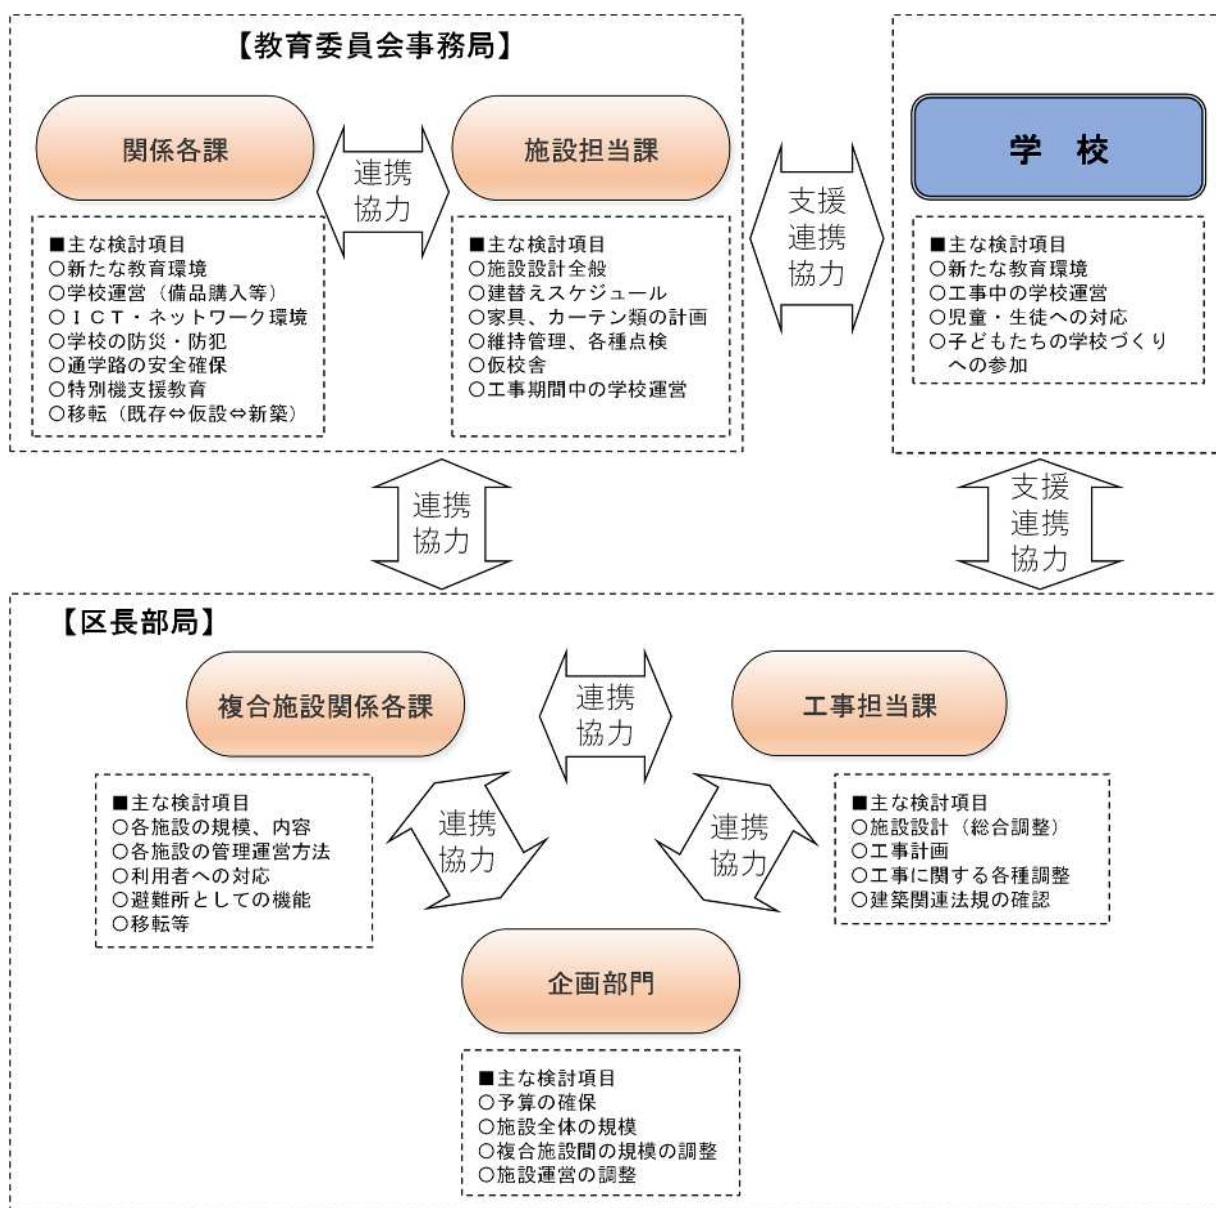 【教育委員会事務局】
関係各課
連携
協力
施設担当課
■主な検討項目
○新たな教育環境
○学校運営（備品購入等）
○ＩＣＴ・ネットワーク環境
○学校の防災・防犯
○通学路の安全確保
○特別機支援教育
○移転（既存⇔仮設⇔新築）
■主な検討項目
○施設設計全般
○建替えスケジュール
○家具、カーテン類の計画
○維持管理、各種点検
○仮校舎
○工事期間中の学校運営
支援
連携
協力
学　校
■主な検討項目
○新たな教育環境
○工事中の学校運営
○児童・生徒への対応
○子どもたちの学校づくり
への参加
連携
協力
支援
連携
協力
【区長部局】
複合施設関係各課
連携
協力
工事担当課
■主な検討項目
○各施設の規模、内容
○各施設の管理運営方法
○利用者への対応
○避難所としての機能
○移転等
連携
協力
連携
協力
■主な検討項目
○施設設計（総合調整）
○工事計画
○工事に関する各種調整
○建築関連法規の確認
企画部門
■主な検討項目
○予算の確保
○施設全体の規模
○複合施設間の規模の調整
○施設運営の調整